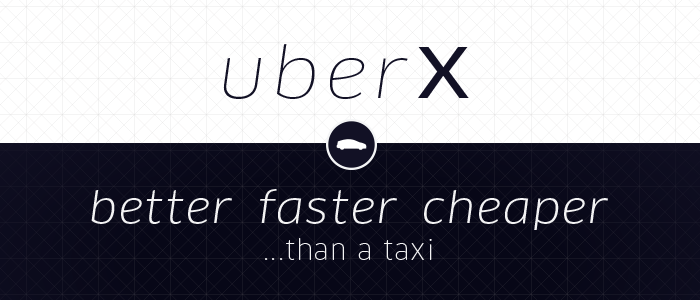 uberX
better faster cheaper
...than a taxi